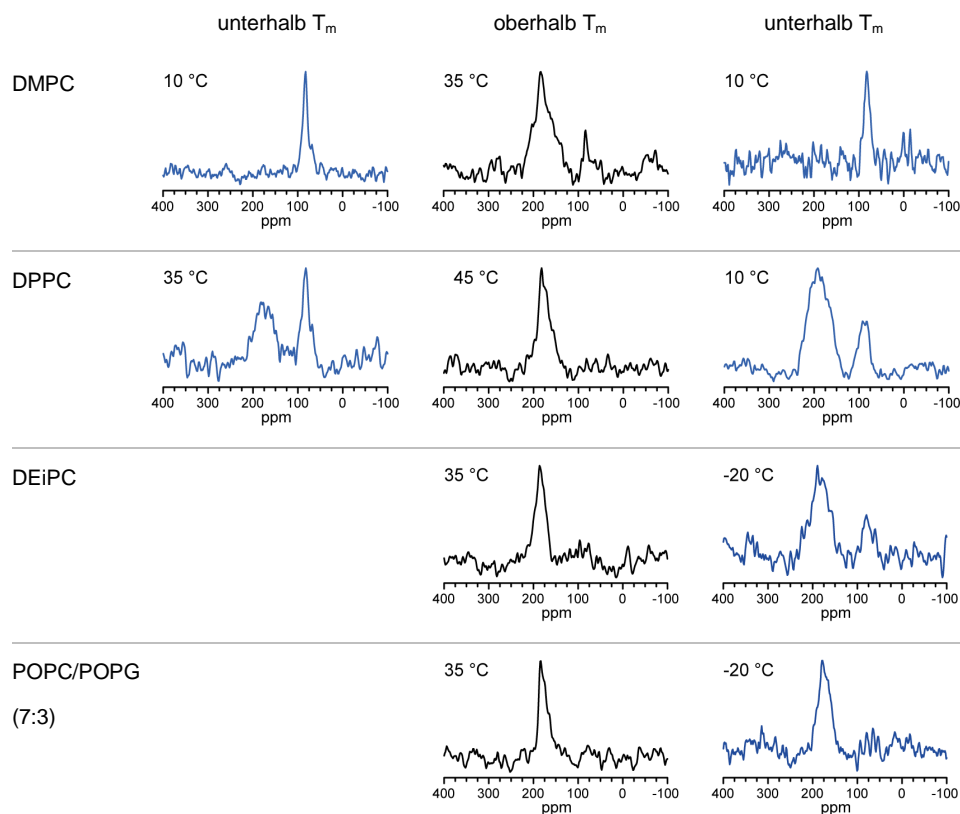 unterhalb Tm oberhalb Tm unterhalb Tm
DMPC 10 °C 35 °C 10 °C
400 300 200 100 0 -100 400 300 200 100 0 -100 400 300 200 100 0 -100
ppm ppm ppm
DPPC 35 °C 45 °C 10 °C
400 300 200 100 0 -100 400 300 200 100 0 -100 400 300 200 100 0 -100
ppm ppm ppm
DEiPC 35 °C -20 °C
400 300 200 100 0 -100 400 300 200 100 0 -100
ppm ppm
POPC/POPG 35 °C -20 °C
(7:3)
400 300 200 100 0 -100 400 300 200 100 0 -100
ppm ppm